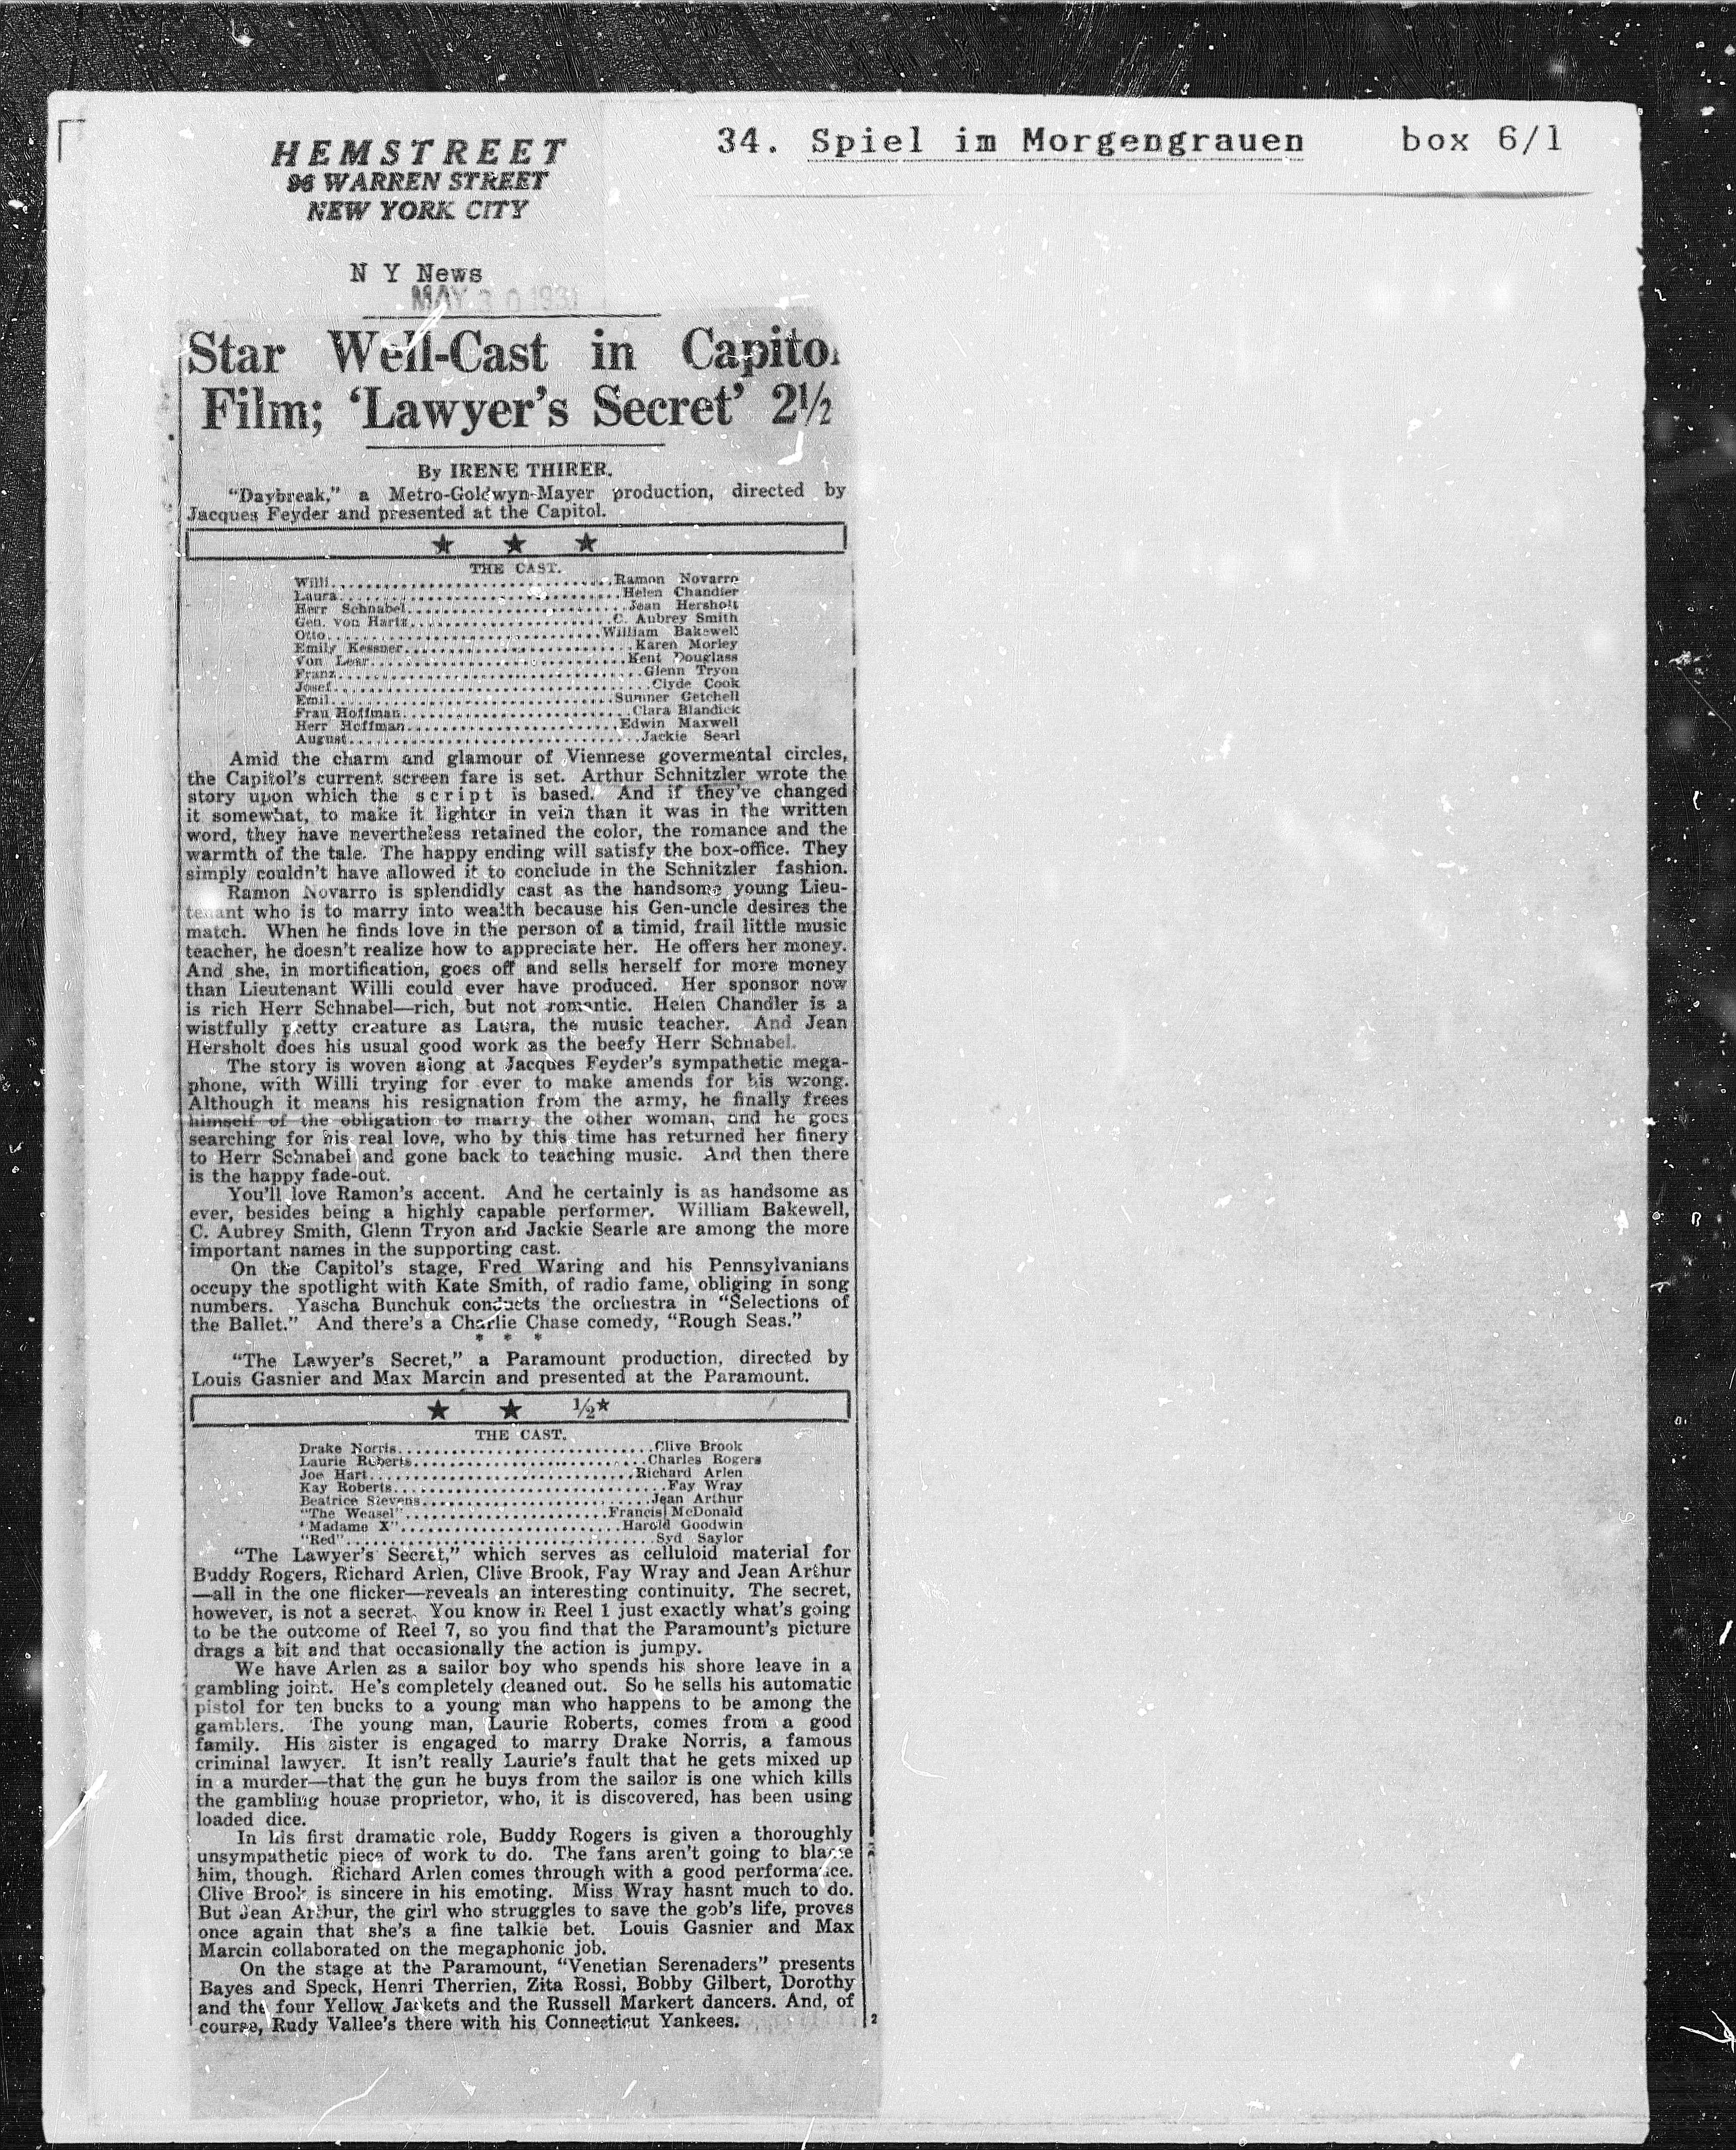 HEMSTREET
96 WARREN STREET
NEW YORK CITY
34. Spiel im Morgengrauen box 6/1
N Y News
MAY 30 1931
Star Well-Cast in Capitol
Film; ‘Lawyer's Secret’ 2½
By IRENE THIRER.
“Daybreak,” a Metro-Goldwyn-Mayer production, directed by
Jacques Feyder and presented at the Capitol.
★ ★ ★
THE CAST.
Willi..............................Ramon Novarro
Laura..............................Helen Chandler
Herr Schnabel..............................Jean Hersholt
Gen. von Hartz..............................C. Aubrey Smith
Otto..............................William Bakewell
Emily Kessner..............................Karen Morley
Von Lear..............................Kent Douglass
Franz..............................Glenn Tryon
Josef..............................Clyde Cook
Emil..............................Sumner Getchell
Frau Hoffman..............................Clara Blandick
Herr Hoffman..............................Edwin Maxwell
August..............................Jackie Searl
Amid the charm and glamour of Viennese govermental circles,
the Capitol's current screen fare is set. Arthur Schnitzler wrote the
story upon which the script is based. And if they've changed
it somewhat, to make it lighter in vein than it was in the written
word, they have nevertheless retained the color, the romance and the
warmth of the tale. The happy ending will satisfy the box-office. They
simply couldn't have allowed it to conclude in the Schnitzler fashion.
Ramon Novarro is splendidly cast as the handsome young Lieu-
tenant who is to marry into wealth because his Gen-uncle desires the
match. When he finds love in the person of a timid, frail little music
teacher, he doesn't realize how to appreciate her. He offers her money.
And she, in mortification, goes off and sells herself for more money
than Lieutenant Willi could ever have produced. Her sponsor now
is rich Herr Schnabel—rich, but not romantic. Helen Chandler is a
wistfully pretty creature as Laura, the music teacher. And Jean
Hersholt does his usual good work as the beefy Herr Schnabel.
The story is woven along at Jacques Feyder's sympathetic mega-
phone, with Willi trying for ever to make amends for his wrong.
Although it means his resignation from the army, he finally frees
himself of the obligation to marry the other woman, and he goes
searching for his real love, who by this time has returned her finery
to Herr Schnabel and gone back to teaching music. And then there
is the happy fade-out.
You'll love Ramon's accent. And he certainly is as handsome as
ever, besides being a highly capable performer. William Bakewell,
C. Aubrey Smith, Glenn Tryon and Jackie Searle are among the more
important names in the supporting cast.
On the Capitol's stage, Fred Waring and his Pennsylvanians
occupy the spotlight with Kate Smith, of radio fame, obliging in song
numbers. Yascha Bunchuk conducts the orchestra in “Selections of
the Ballet.” And there's a Charlie Chase comedy, “Rough Seas.”
* * *
“The Lawyer's Secret,” a Paramount production, directed by
Louis Gasnier and Max Marcin and presented at the Paramount.
★ ★ ½★
THE CAST.
Drake Norris..............................Clive Brook
Laurie Roberts..............................Charles Rogers
Joe Hart..............................Richard Arlen
Kay Roberts..............................Fay Wray
Beatrice Stevens..............................Jean Arthur
“The Weasel”..............................Francis McDonald
“Madame X”..............................Harold Goodwin
“Red”..............................Syd Saylor
“The Lawyer's Secret,” which serves as celluloid material for
Buddy Rogers, Richard Arlen, Clive Brook, Fay Wray and Jean Arthur
—all in the one flicker—reveals an interesting continuity. The secret,
however, is not a secret. You know in Reel 1 just exactly what's going
to be the outcome of Reel 7, so you find that the Paramount's picture
drags a bit and that occasionally the action is jumpy.
We have Arlen as a sailor boy who spends his shore leave in a
gambling joint. He's completely cleaned out. So he sells his automatic
pistol for ten bucks to a young man who happens to be among the
gamblers. The young man, Laurie Roberts, comes from a good
family. His sister is engaged to marry Drake Norris, a famous
criminal lawyer. It isn't really Laurie's fault that he gets mixed up
in a murder—that the gun he buys from the sailor is one which kills
the gambling house proprietor, who, it is discovered, has been using
loaded dice.
In his first dramatic role, Buddy Rogers is given a thoroughly
unsympathetic piece of work to do. The fans aren't going to blame
him, though. Richard Arlen comes through with a good performance.
Clive Brook is sincere in his emoting. Miss Wray hasnt much to do.
But Jean Arthur, the girl who struggles to save the gob's life, proves
once again that she's a fine talkie bet. Louis Gasnier and Max
Marcin collaborated on the megaphonic job.
On the stage at the Paramount, “Venetian Serenaders” presents
Bayes and Speck, Henri Therrien, Zita Rossi, Bobby Gilbert, Dorothy
and the four Yellow Jackets and the Russell Markert dancers. And, of
course, Rudy Vallee's there with his Connecticut Yankees.
2